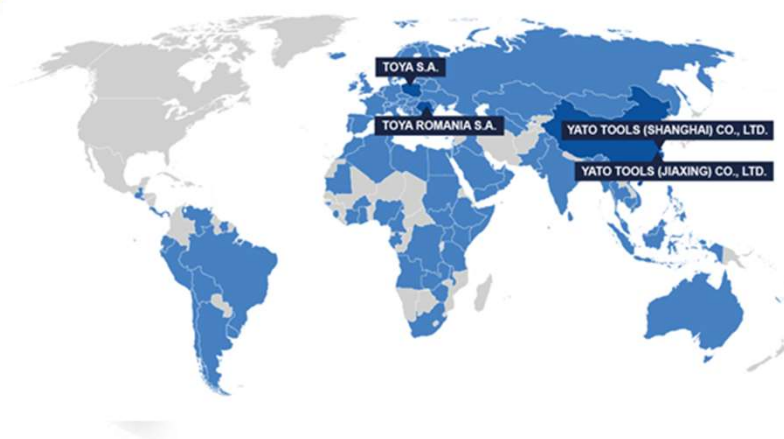 TOYA S.A.
TOYA ROMANIA S.A.
YATO TOOLS (SHANGHAI) CO., LTD.
YATO TOOLS (JIAXING) CO., LTD.